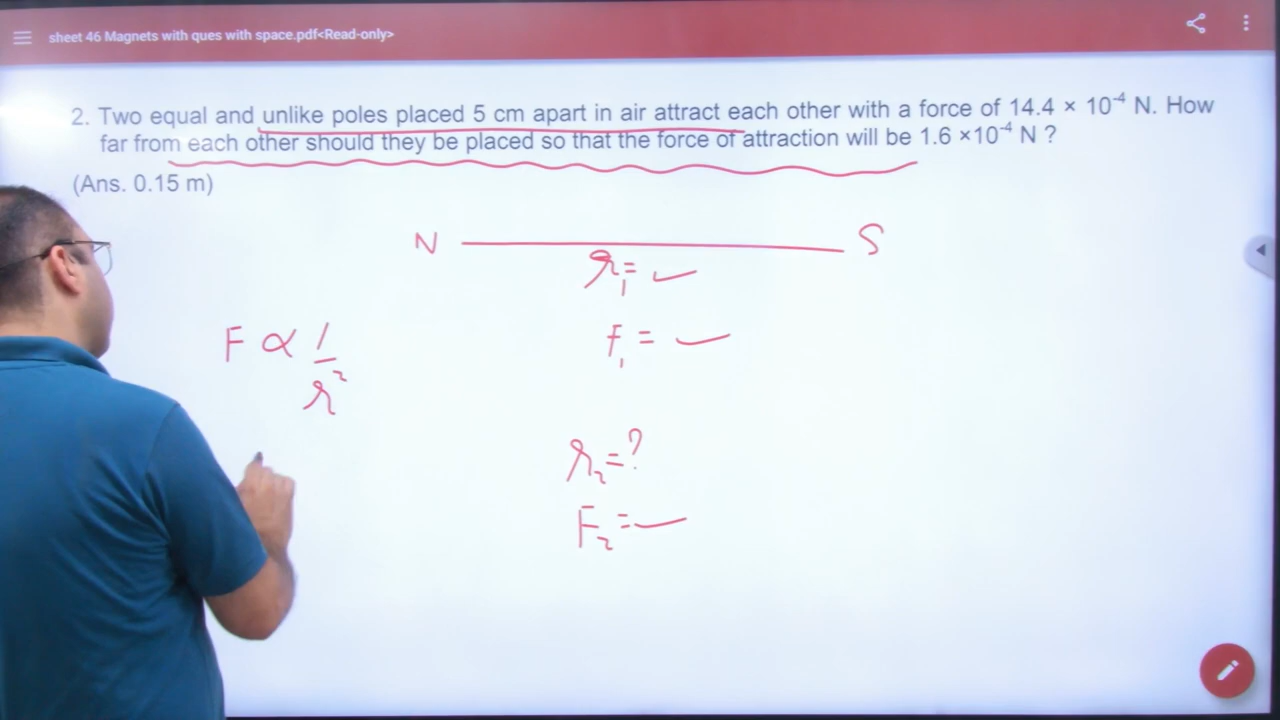 sheet 46 Magnets with ques with space.pdf<Read-only>
2. Two equal and unlike poles placed 5 cm apart in air attract each other with a force of 14.4 × 10⁻⁴ N. How
far from each other should they be placed so that the force of attraction will be 1.6 ×10⁻⁴ N ?
(Ans. 0.15 m)
N S
r₁ = ✓
F ∝ 1/r²
f₁ = ✓
r₂ = ?
F₂ = ✓